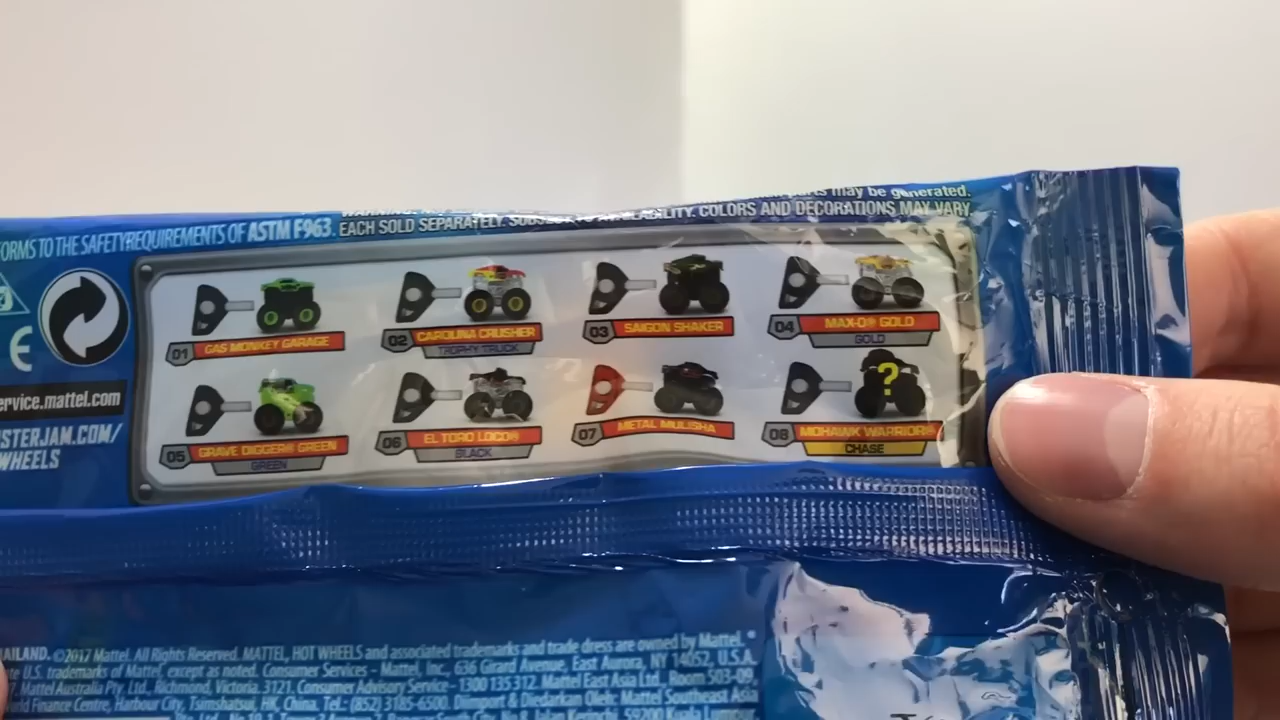 parts may be generated.
EACH SOLD SEPARATELY. AVAILABILITY. COLORS AND DECORATIONS MAY VARY.
FORMS TO THE SAFETY REQUIREMENTS OF ASTM F963.
CE
01 GAS MONKEY GARAGE
02 CAROLINA CRUSHER
TROPHY TRUCK
03 SAIGON SHAKER
04 MAX-D® GOLD
GOLD
?
05 GRAVE DIGGER® GREEN
GREEN
06 EL TORO LOCO®
BLACK
07 METAL MULISHA
08 MOHAWK WARRIOR®
CHASE
ervice.mattel.com
STERJAM.COM/
WHEELS
HAILAND. ©2017 Mattel. All Rights Reserved. MATTEL, HOT WHEELS and associated trademarks and trade dress are owned by Mattel.
re U.S. trademarks of Mattel, except as noted. Consumer Services - Mattel, Inc., 636 Girard Avenue, East Aurora, NY 14052, U.S.A.
Mattel Australia Pty. Ltd., Richmond, Victoria. 3121. Consumer Advisory Service - 1300 135 312. Mattel East Asia Ltd., Room 503-09,
orld Finance Centre, Harbour City, Tsimshatsui, HK, China. Tel.: (852) 3185-6500. Diimport & Diedarkan Oleh: Mattel Southeast Asia
59200 Kuala Lumpur